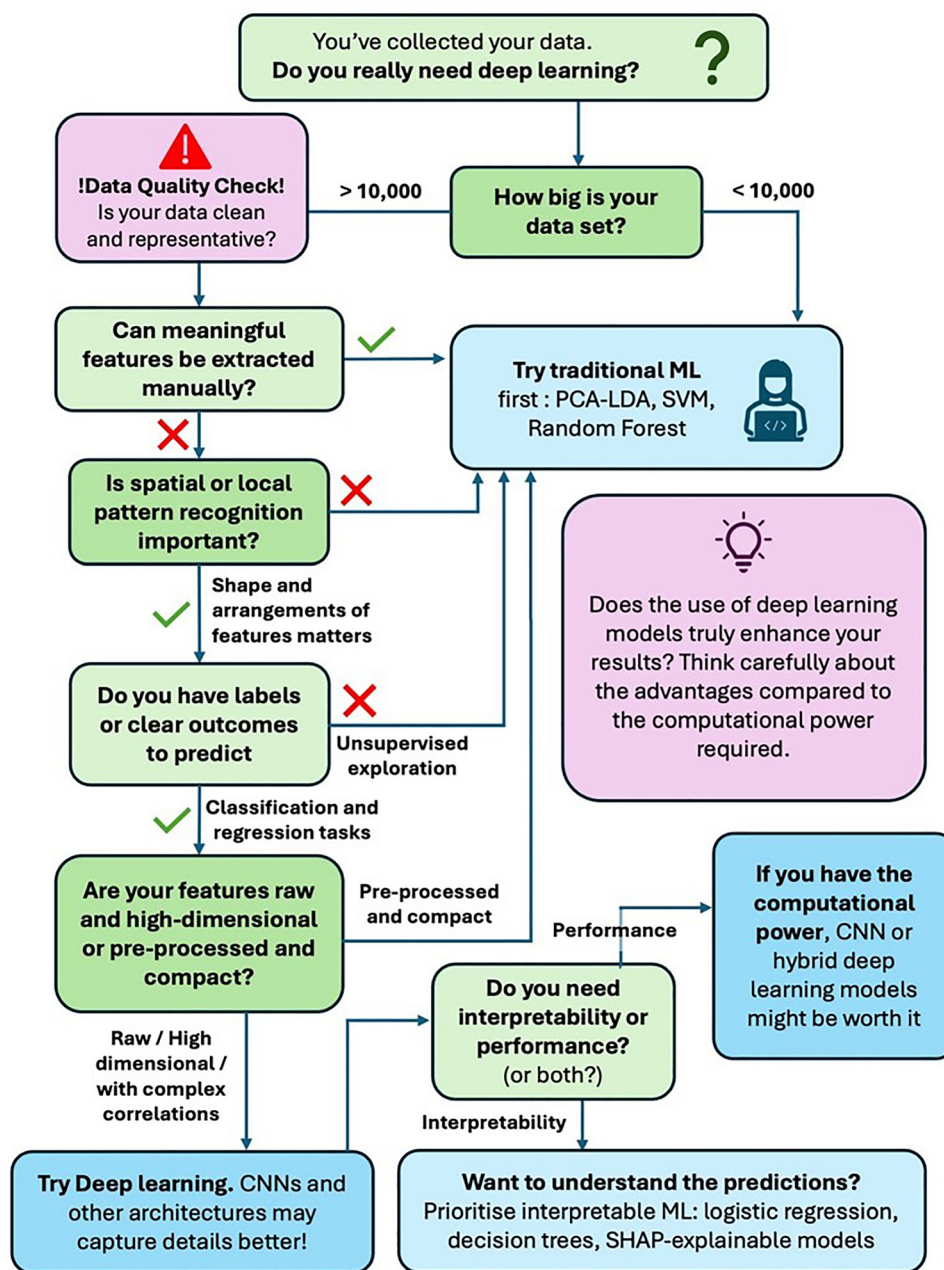 You've collected your data.
Do you really need deep learning?
?
!
!Data Quality Check!
Is your data clean
and representative?
> 10,000
How big is your
data set?
< 10,000
Can meaningful
features be extracted
manually?
Try traditional ML
first : PCA-LDA, SVM,
Random Forest
</>
Is spatial or local
pattern recognition
important?
Shape and
arrangements of
features matters
Does the use of deep learning
models truly enhance your
results? Think carefully about
the advantages compared to
the computational power
required.
Do you have labels
or clear outcomes
to predict
Unsupervised
exploration
Classification and
regression tasks
Are your features raw
and high-dimensional
or pre-processed and
compact?
Pre-processed
and compact
Performance
If you have the
computational
power, CNN or
hybrid deep
learning models
might be worth it
Do you need
interpretability or
performance?
(or both?)
Raw / High
dimensional /
with complex
correlations
Interpretability
Try Deep learning. CNNs and
other architectures may
capture details better!
Want to understand the predictions?
Prioritise interpretable ML: logistic regression,
decision trees, SHAP-explainable models